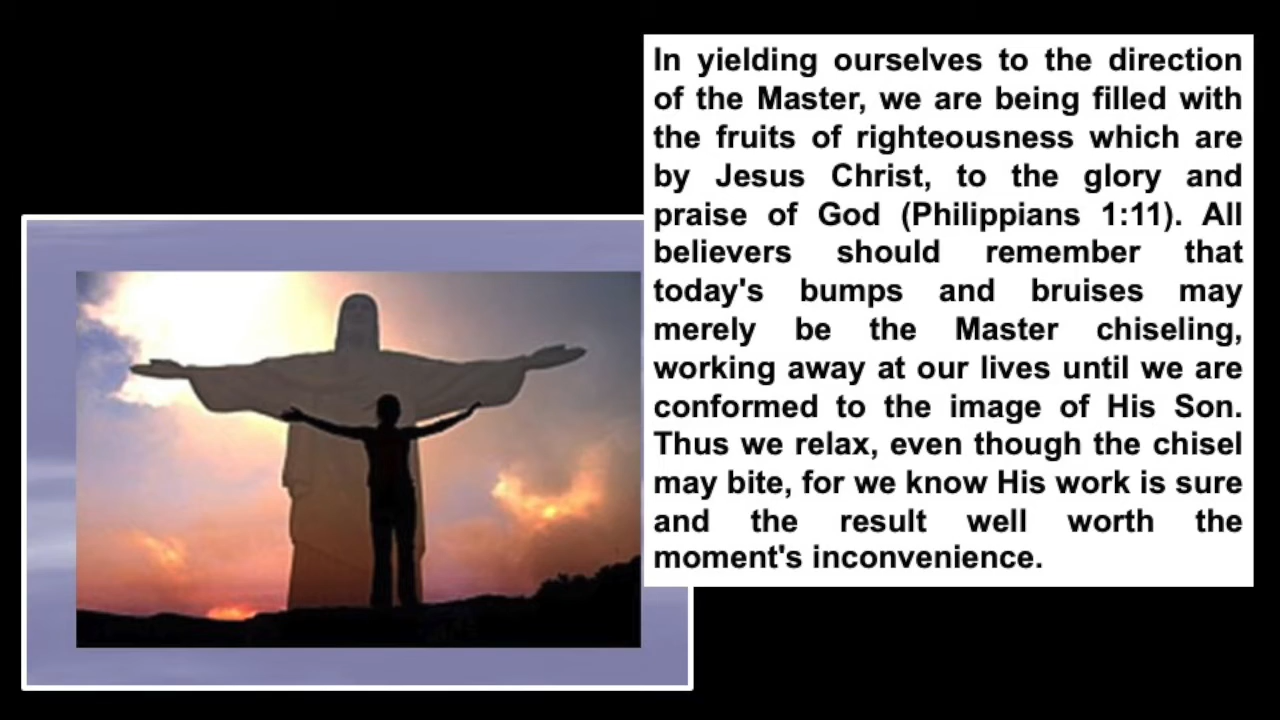 In yielding ourselves to the direction
of the Master, we are being filled with
the fruits of righteousness which are
by Jesus Christ, to the glory and
praise of God (Philippians 1:11). All
believers should remember that
today's bumps and bruises may
merely be the Master chiseling,
working away at our lives until we are
conformed to the image of His Son.
Thus we relax, even though the chisel
may bite, for we know His work is sure
and the result well worth the
moment's inconvenience.